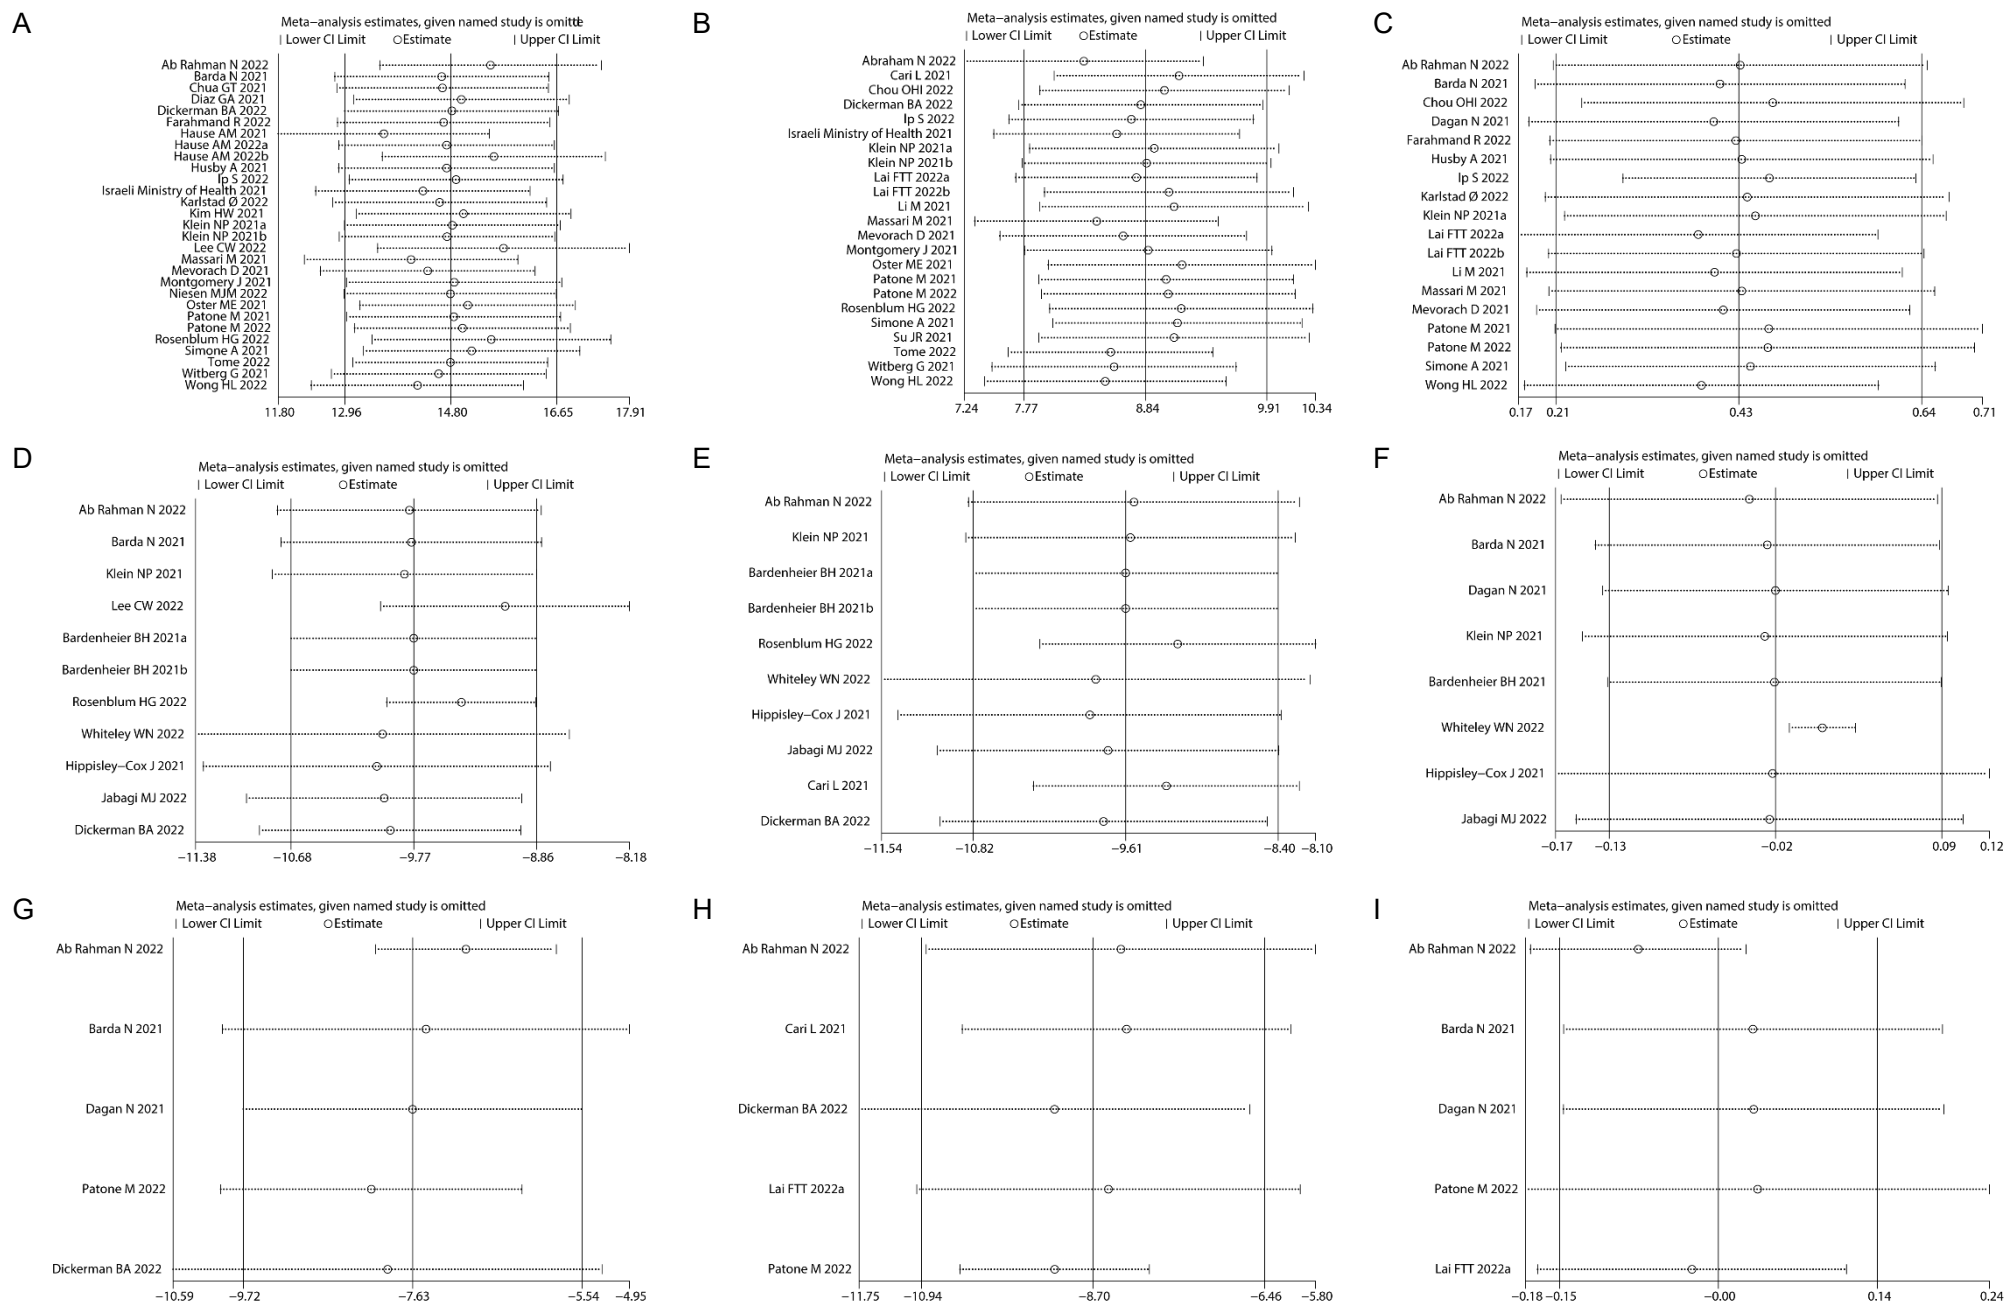 A
Meta−analysis estimates, given named study is omitted
| Lower CI Limit ○Estimate | Upper CI Limit
Ab Rahman N 2022
Barda N 2021
Chua GT 2021
Diaz GA 2021
Dickerman BA 2022
Farahmand R 2022
Hause AM 2021
Hause AM 2022a
Hause AM 2022b
Husby A 2021
Ip S 2022
Israeli Ministry of Health 2021
Karlstad Ø 2022
Kim HW 2021
Klein NP 2021a
Klein NP 2021b
Lee CW 2022
Massari M 2021
Mevorach D 2021
Montgomery J 2021
Niesen MJM 2022
Oster ME 2021
Patone M 2021
Patone M 2022
Rosenblum HG 2022
Simone A 2021
Tome 2022
Witberg G 2021
Wong HL 2022
11.80 12.96 14.80 16.65 17.91
B
Meta−analysis estimates, given named study is omitted
| Lower CI Limit ○Estimate | Upper CI Limit
Abraham N 2022
Cari L 2021
Chou OHI 2022
Dickerman BA 2022
Ip S 2022
Israeli Ministry of Health 2021
Klein NP 2021a
Klein NP 2021b
Lai FTT 2022a
Lai FTT 2022b
Li M 2021
Massari M 2021
Mevorach D 2021
Montgomery J 2021
Oster ME 2021
Patone M 2021
Patone M 2022
Rosenblum HG 2022
Simone A 2021
Su JR 2021
Tome 2022
Witberg G 2021
Wong HL 2022
7.24 7.77 8.84 9.91 10.34
C
Meta−analysis estimates, given named study is omitted
| Lower CI Limit ○Estimate | Upper CI Limit
Ab Rahman N 2022
Barda N 2021
Chou OHI 2022
Dagan N 2021
Farahmand R 2022
Husby A 2021
Ip S 2022
Karlstad Ø 2022
Klein NP 2021a
Lai FTT 2022a
Lai FTT 2022b
Li M 2021
Massari M 2021
Mevorach D 2021
Patone M 2021
Patone M 2022
Simone A 2021
Wong HL 2022
0.17 0.21 0.43 0.64 0.71
D
Meta−analysis estimates, given named study is omitted
| Lower CI Limit ○Estimate | Upper CI Limit
Ab Rahman N 2022
Barda N 2021
Klein NP 2021
Lee CW 2022
Bardenheier BH 2021a
Bardenheier BH 2021b
Rosenblum HG 2022
Whiteley WN 2022
Hippisley−Cox J 2021
Jabagi MJ 2022
Dickerman BA 2022
−11.38 −10.68 −9.77 −8.86 −8.18
E
Meta−analysis estimates, given named study is omitted
| Lower CI Limit ○Estimate | Upper CI Limit
Ab Rahman N 2022
Klein NP 2021
Bardenheier BH 2021a
Bardenheier BH 2021b
Rosenblum HG 2022
Whiteley WN 2022
Hippisley−Cox J 2021
Jabagi MJ 2022
Cari L 2021
Dickerman BA 2022
−11.54 −10.82 −9.61 −8.40 −8.10
F
Meta−analysis estimates, given named study is omitted
| Lower CI Limit ○Estimate | Upper CI Limit
Ab Rahman N 2022
Barda N 2021
Dagan N 2021
Klein NP 2021
Bardenheier BH 2021
Whiteley WN 2022
Hippisley−Cox J 2021
Jabagi MJ 2022
−0.17 −0.13 −0.02 0.09 0.12
G
Meta−analysis estimates, given named study is omitted
| Lower CI Limit ○Estimate | Upper CI Limit
Ab Rahman N 2022
Barda N 2021
Dagan N 2021
Patone M 2022
Dickerman BA 2022
−10.59 −9.72 −7.63 −5.54 −4.95
H
Meta−analysis estimates, given named study is omitted
| Lower CI Limit ○Estimate | Upper CI Limit
Ab Rahman N 2022
Cari L 2021
Dickerman BA 2022
Lai FTT 2022a
Patone M 2022
−11.75 −10.94 −8.70 −6.46 −5.80
I
Meta−analysis estimates, given named study is omitted
| Lower CI Limit ○Estimate | Upper CI Limit
Ab Rahman N 2022
Barda N 2021
Dagan N 2021
Patone M 2022
Lai FTT 2022a
−0.18 −0.15 −0.00 0.14 0.24